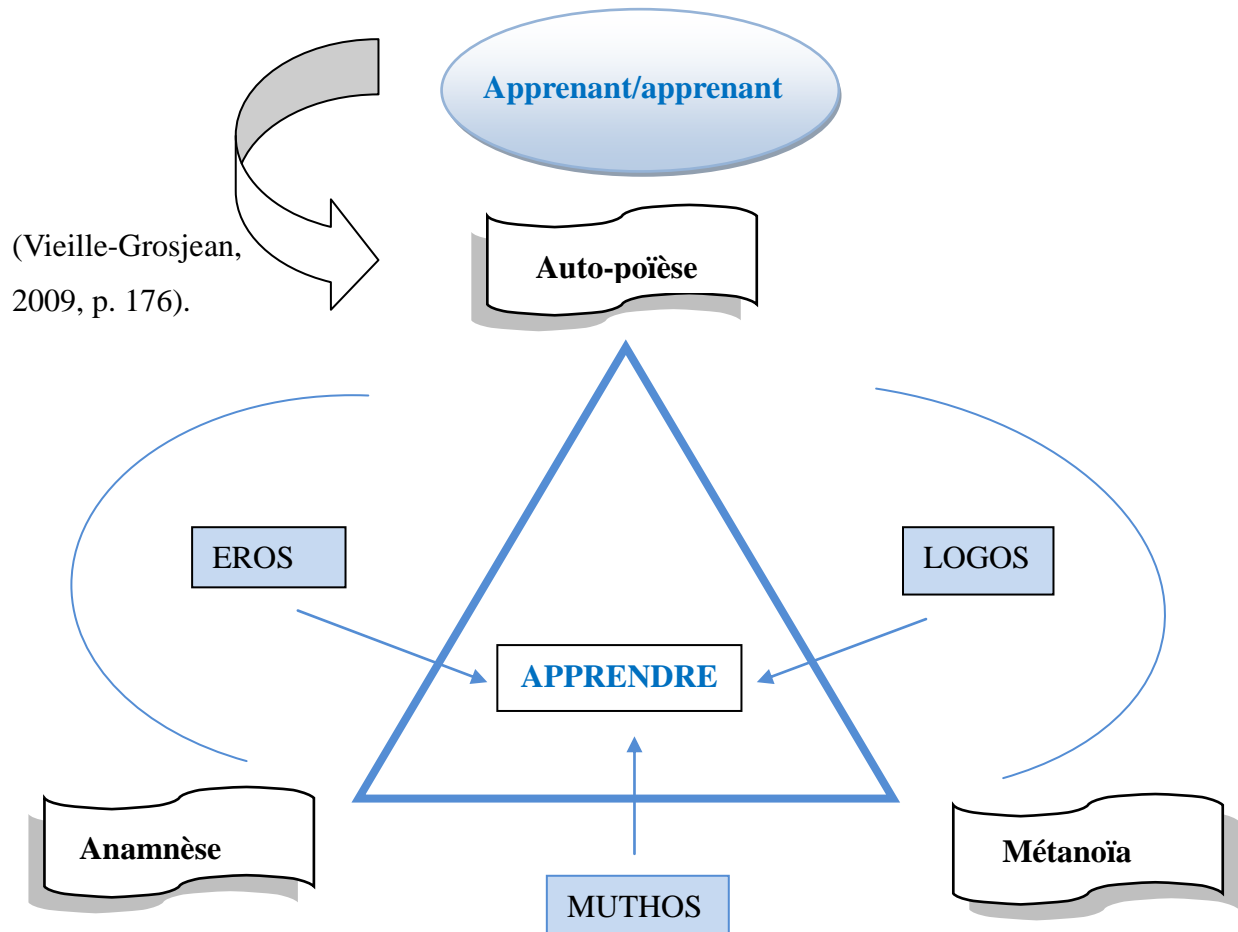 Apprenant/apprenant
(Vieille-Grosjean,
2009, p. 176).
Auto-poïèse
EROS
LOGOS
APPRENDRE
Anamnèse
Métanoïa
MUTHOS